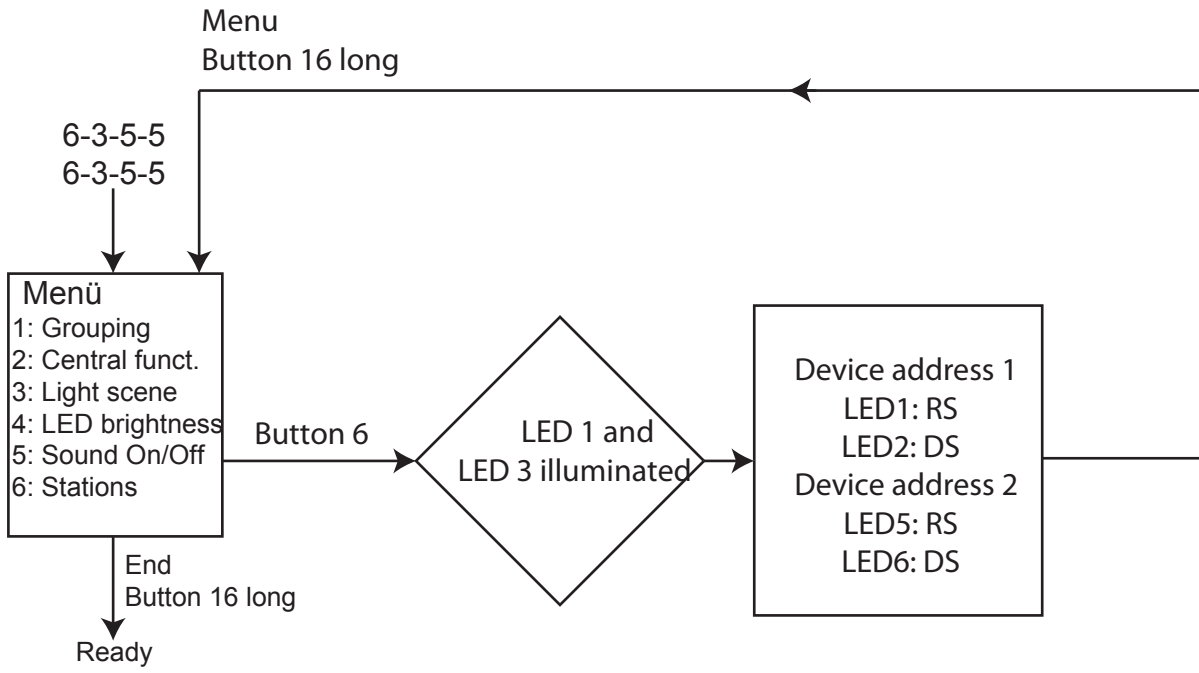 Menu
Button 16 long
6-3-5-5
6-3-5-5
Menü
1: Grouping
2: Central funct.
3: Light scene
4: LED brightness
5: Sound On/Off
6: Stations
Button 6
LED 1 and
LED 3 illuminated
Device address 1
LED1: RS
LED2: DS
Device address 2
LED5: RS
LED6: DS
End
Button 16 long
Ready